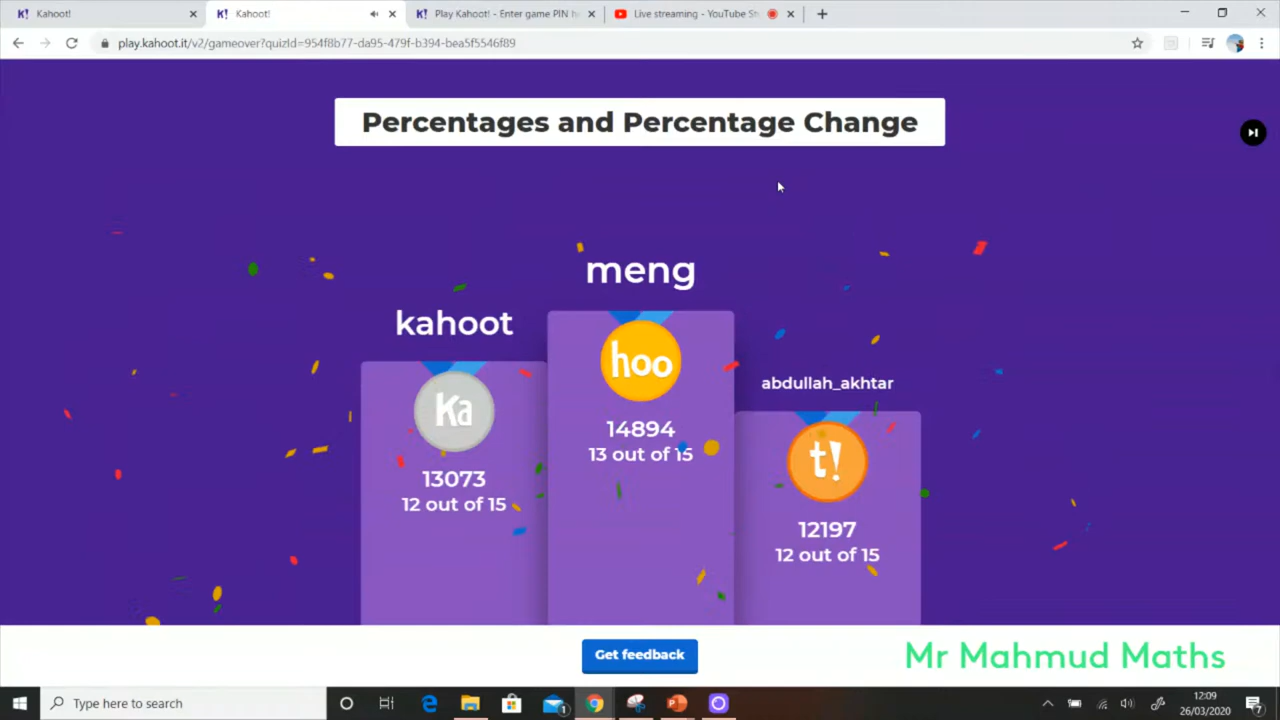 Kahoot!
Kahoot!
Play Kahoot! - Enter game PIN h
Live streaming - YouTube St
play.kahoot.it/v2/gameover?quizId=954f8b77-da95-479f-b394-bea5f5546f89
Percentages and Percentage Change
meng
kahoot
hoo
abdullah_akhtar
Ka
14894
13 out of 15
t!
13073
12 out of 15
12197
12 out of 15
Get feedback
Mr Mahmud Maths
Type here to search
1
12:09
26/03/2020
7